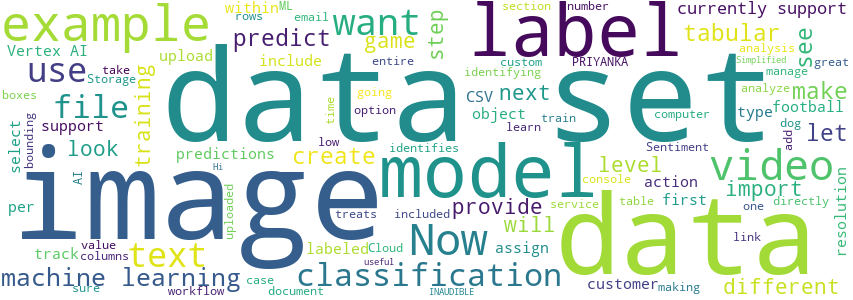 example
Vertex AI
within
ML
rows
email
number
section
currently support
predict
want
game
step
label
tabular
upload
include
entire
custom
PRIYANKA
analysis
Simplified
see
great
use
Storage
take
training
time
going
option
CSV
next
identifying
data set
computer
manage
analyze
make
boxes
file
object
train
type
football
select
bounding
support
low
learn
Sentiment
dog
add
let
look
predictions
identifies
level
video
resolution
per
AI
image
Hi
create
model
action
console
import
uploaded
treats
included
provide
service
table
first
one
directly
track
value
columns
text
labeled
Cloud
useful
Now
will
assign
data
link
machine learning
sure
workflow
case
document
classification
INAUDIBLE
customer
making
different